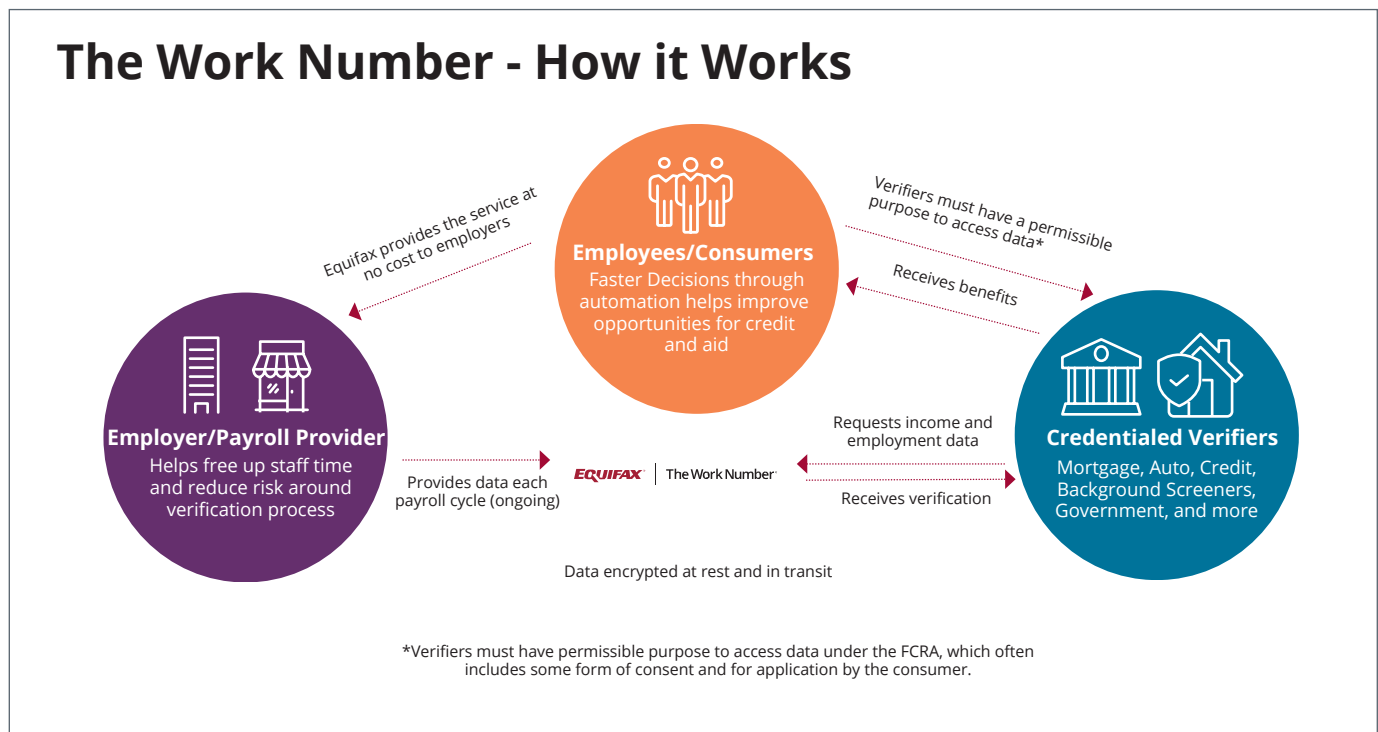 The Work Number - How it Works
Equifax provides the service at
no cost to employers
Employees/Consumers
Faster Decisions through
automation helps improve
opportunities for credit
and aid
Verifiers must have a permissible
purpose to access data*
Receives benefits
Employer/Payroll Provider
Helps free up staff time
and reduce risk around
verification process
Provides data each
payroll cycle (ongoing)
EQUIFAX | The Work Number
Requests income and
employment data
Receives verification
Credentialed Verifiers
Mortgage, Auto, Credit,
Background Screeners,
Government, and more
Data encrypted at rest and in transit
*Verifiers must have permissible purpose to access data under the FCRA, which often
includes some form of consent and for application by the consumer.